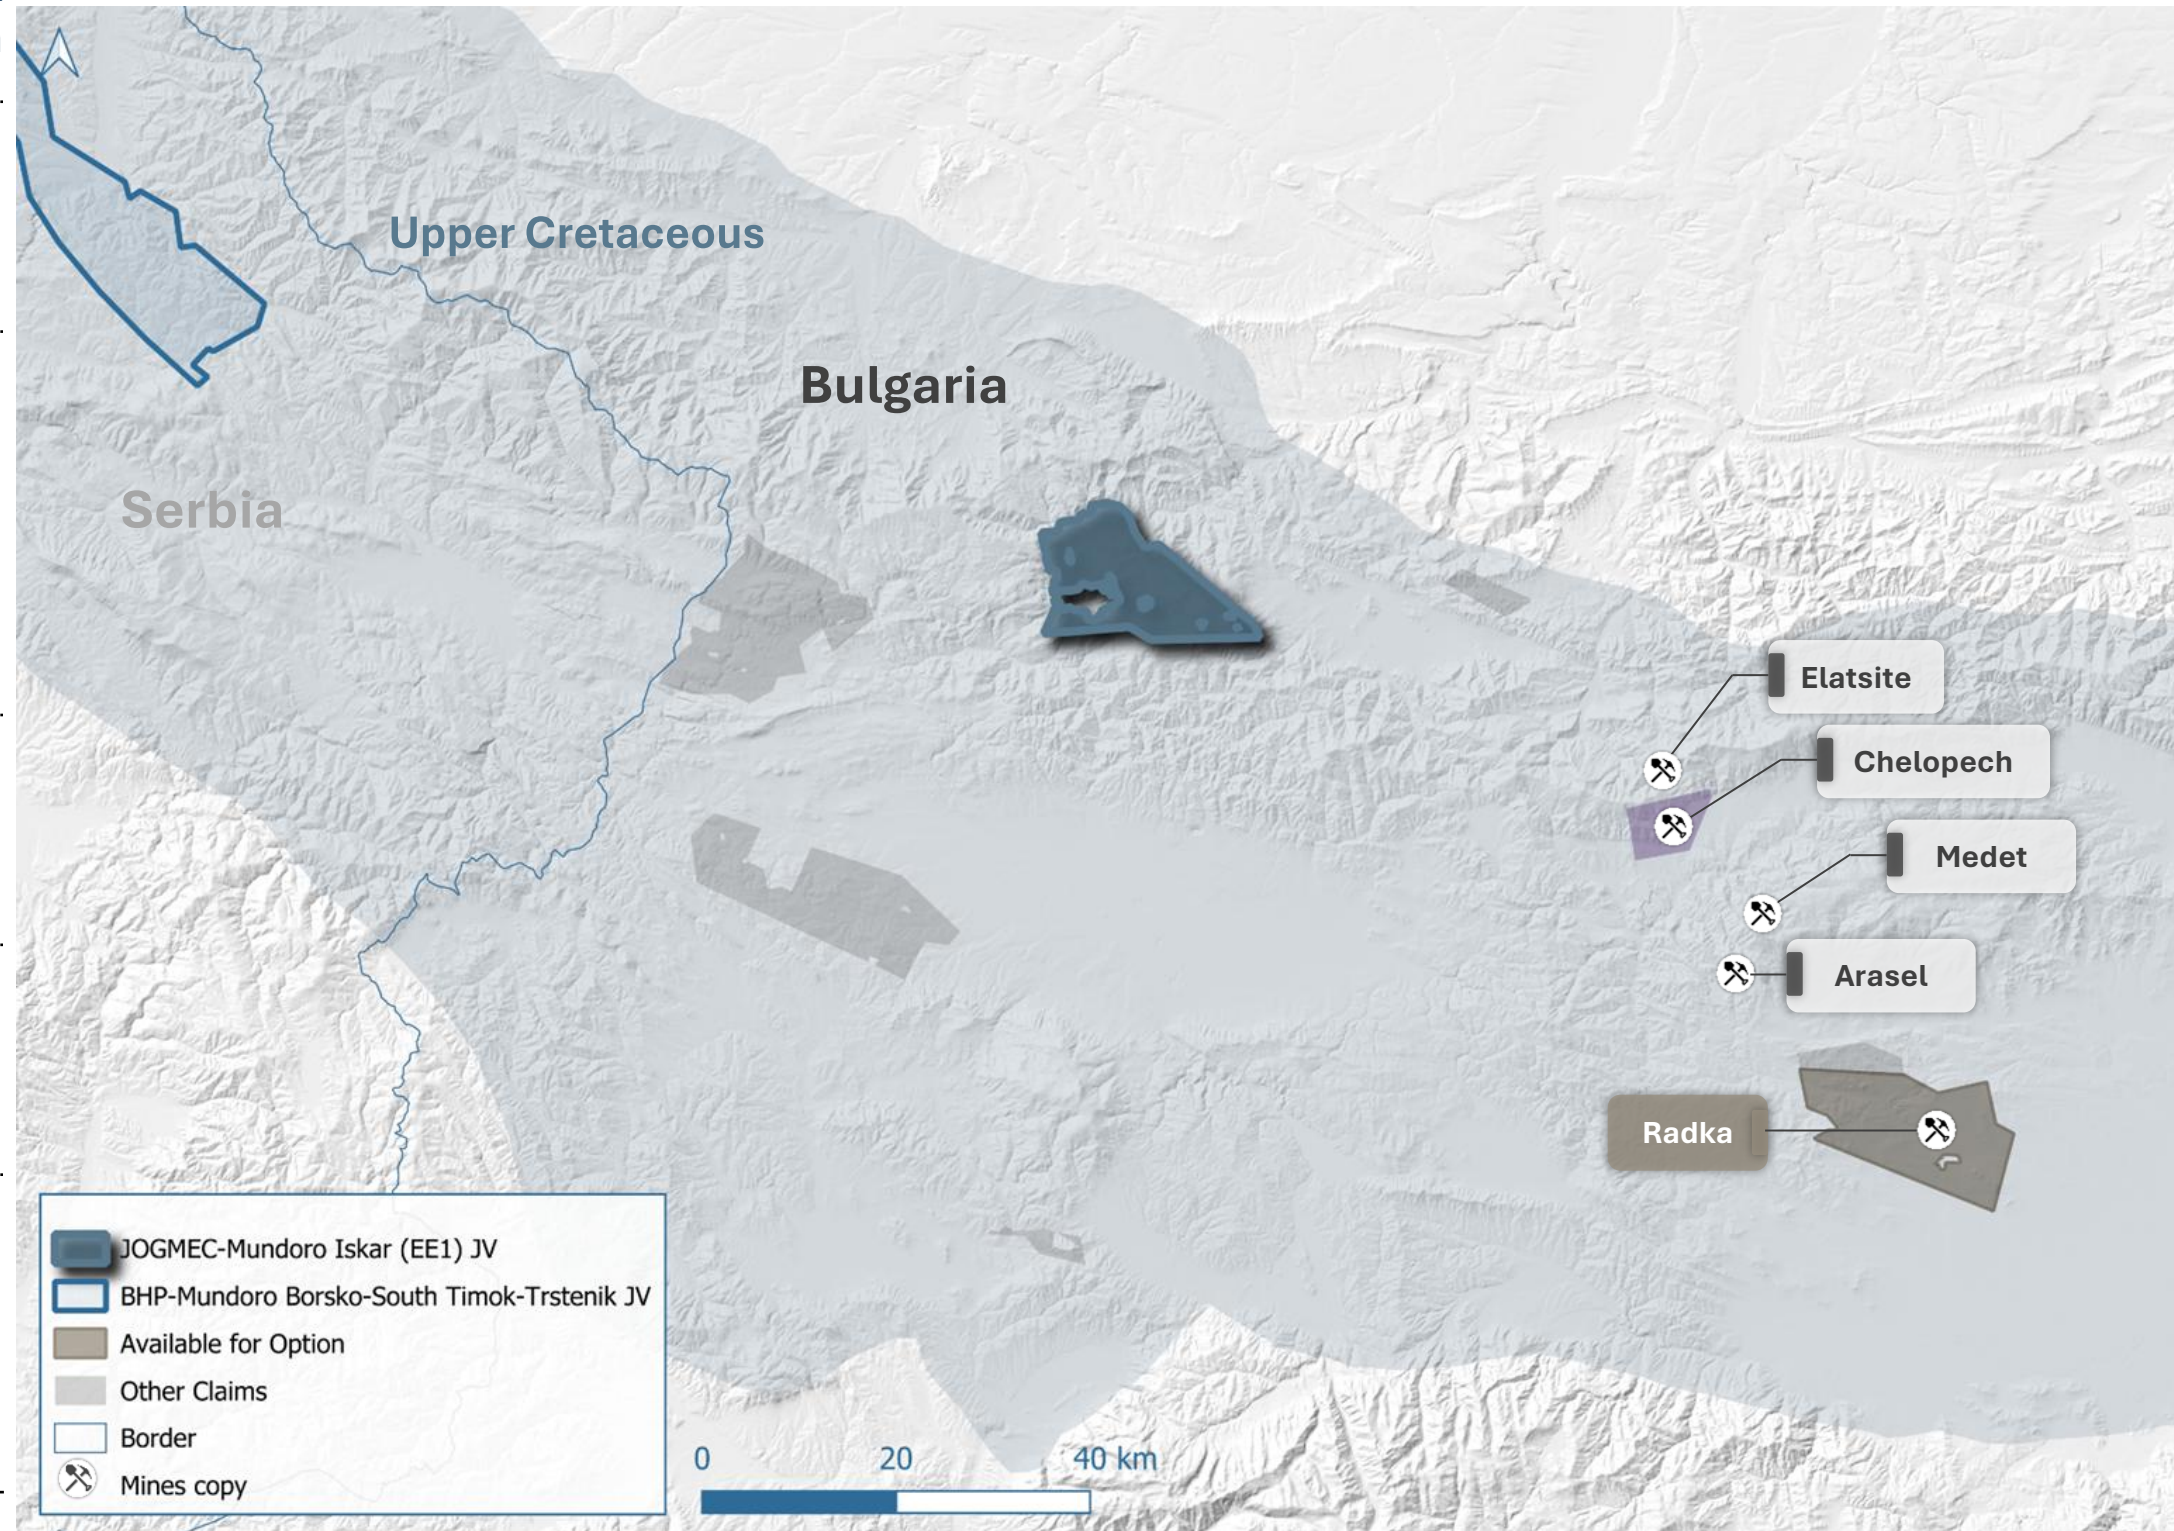 Upper Cretaceous
Bulgaria
Serbia
Elatsite
Chelopech
Medet
Arasel
Radka
JOGMEC-Mundoro Iskar (EE1) JV
BHP-Mundoro Borsko-South Timok-Trstenik JV
Available for Option
Other Claims
Border
Mines copy
0 20 40 km